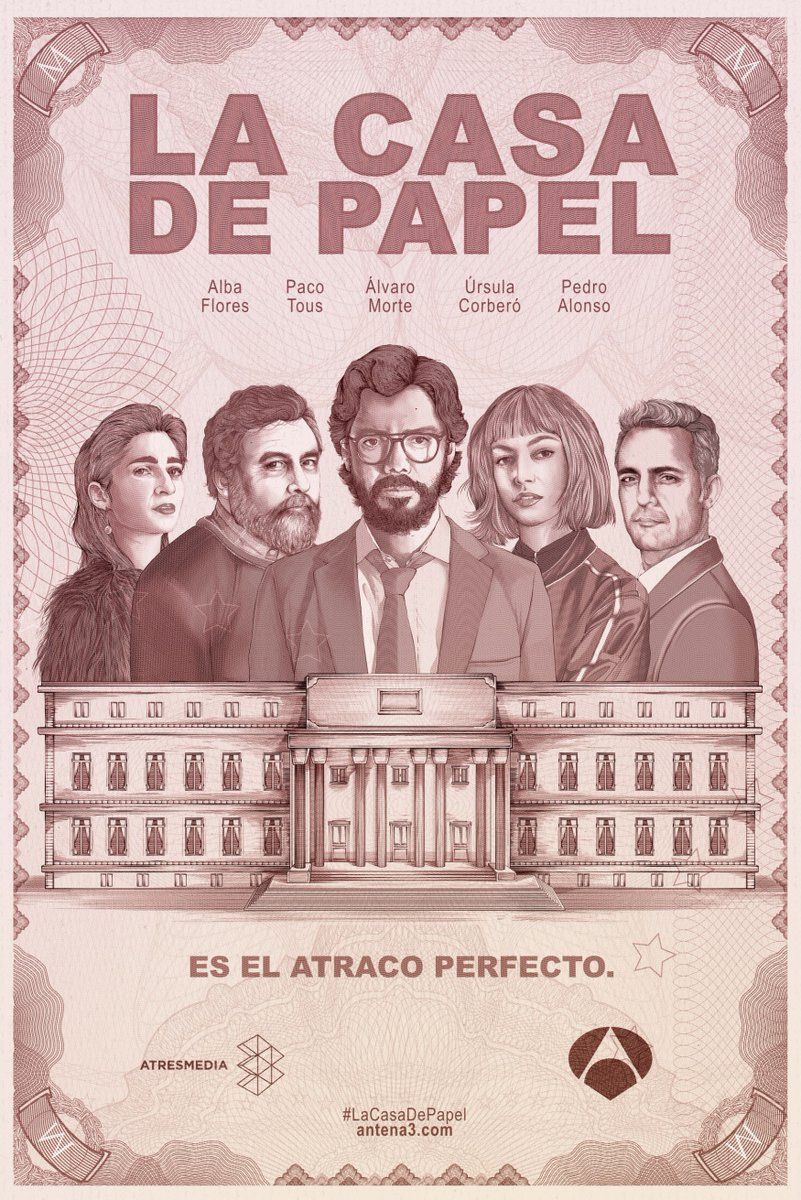 M
M
LA CASA
DE PAPEL
Alba Paco Álvaro Úrsula Pedro
Flores Tous Morte Corberó Alonso
ES EL ATRACO PERFECTO.
ATRESMEDIA
#LaCasaDePapel
antena3.com
M
M